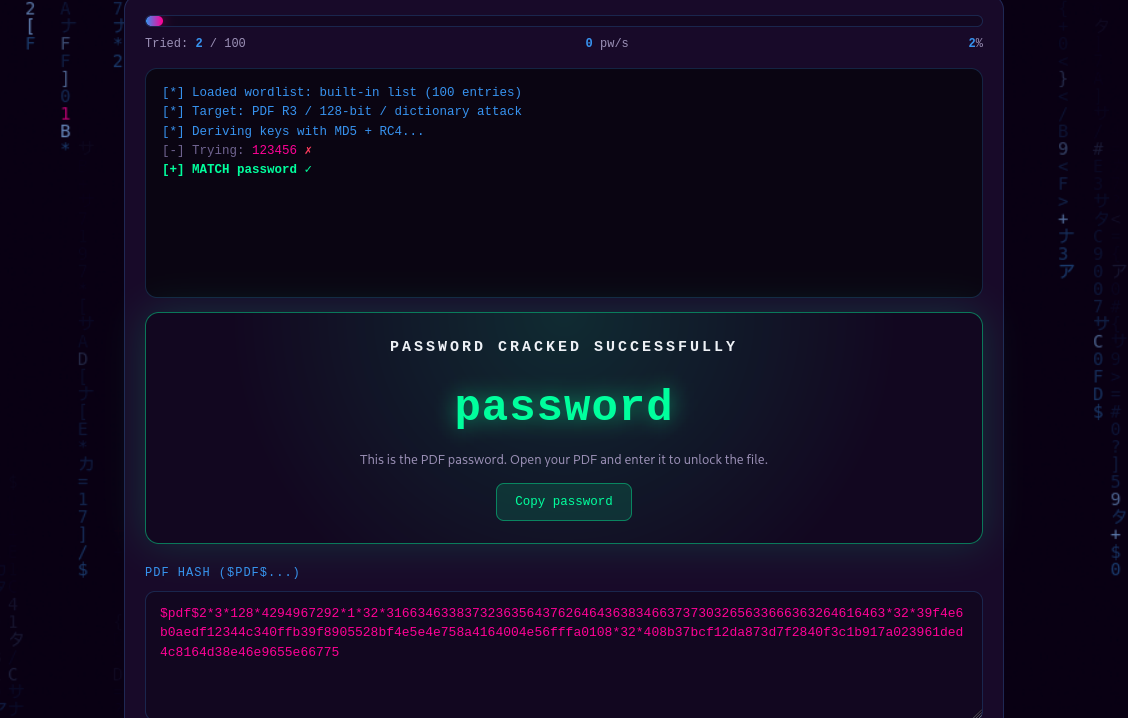 Tried: 2 / 100
0 pw/s
2%
[*] Loaded wordlist: built-in list (100 entries)
[*] Target: PDF R3 / 128-bit / dictionary attack
[*] Deriving keys with MD5 + RC4...
[-] Trying: 123456 ✗
[+] MATCH password ✓
PASSWORD CRACKED SUCCESSFULLY
password
This is the PDF password. Open your PDF and enter it to unlock the file.
Copy password
PDF HASH ($PDF$...)
$pdf$2*3*128*4294967292*1*32*3166346338373236356437626464363834663737303265633666363264616463*32*39f4e6
b0aedf12344c340ffb39f8905528bf4e5e4e758a4164004e56fffa0108*32*408b37bcf12da873d7f2840f3c1b917a023961ded
4c8164d38e46e9655e66775